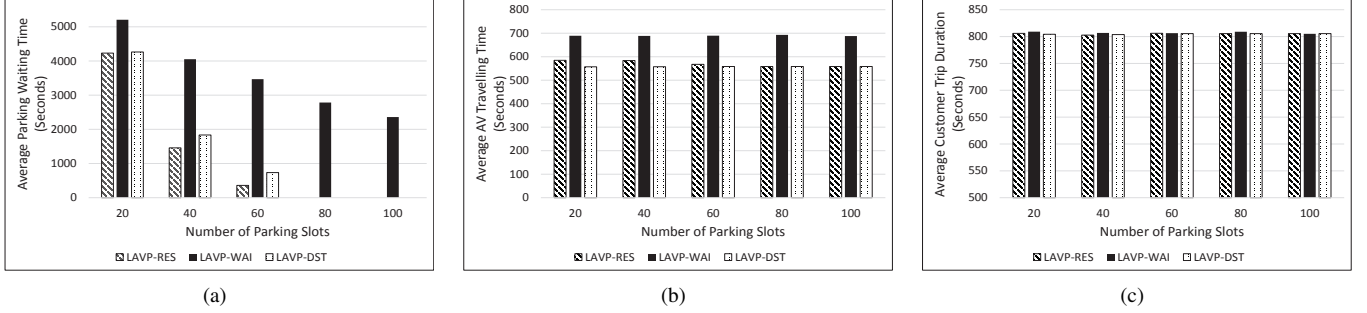 Average Parking Waiting Time
(Seconds)
5000
4000
3000
2000
1000
0
20 40 60 80 100
Number of Parking Slots
LAVP-RES LAVP-WAI LAVP-DST
(a)
Average AV Travelling Time
(Seconds)
800
700
600
500
400
300
200
100
0
20 40 60 80 100
Number of Parking Slots
LAVP-RES LAVP-WAI LAVP-DST
(b)
Average Customer Trip Duration
(Seconds)
850
800
750
700
650
600
550
500
20 40 60 80 100
Number of Parking Slots
LAVP-RES LAVP-WAI LAVP-DST
(c)